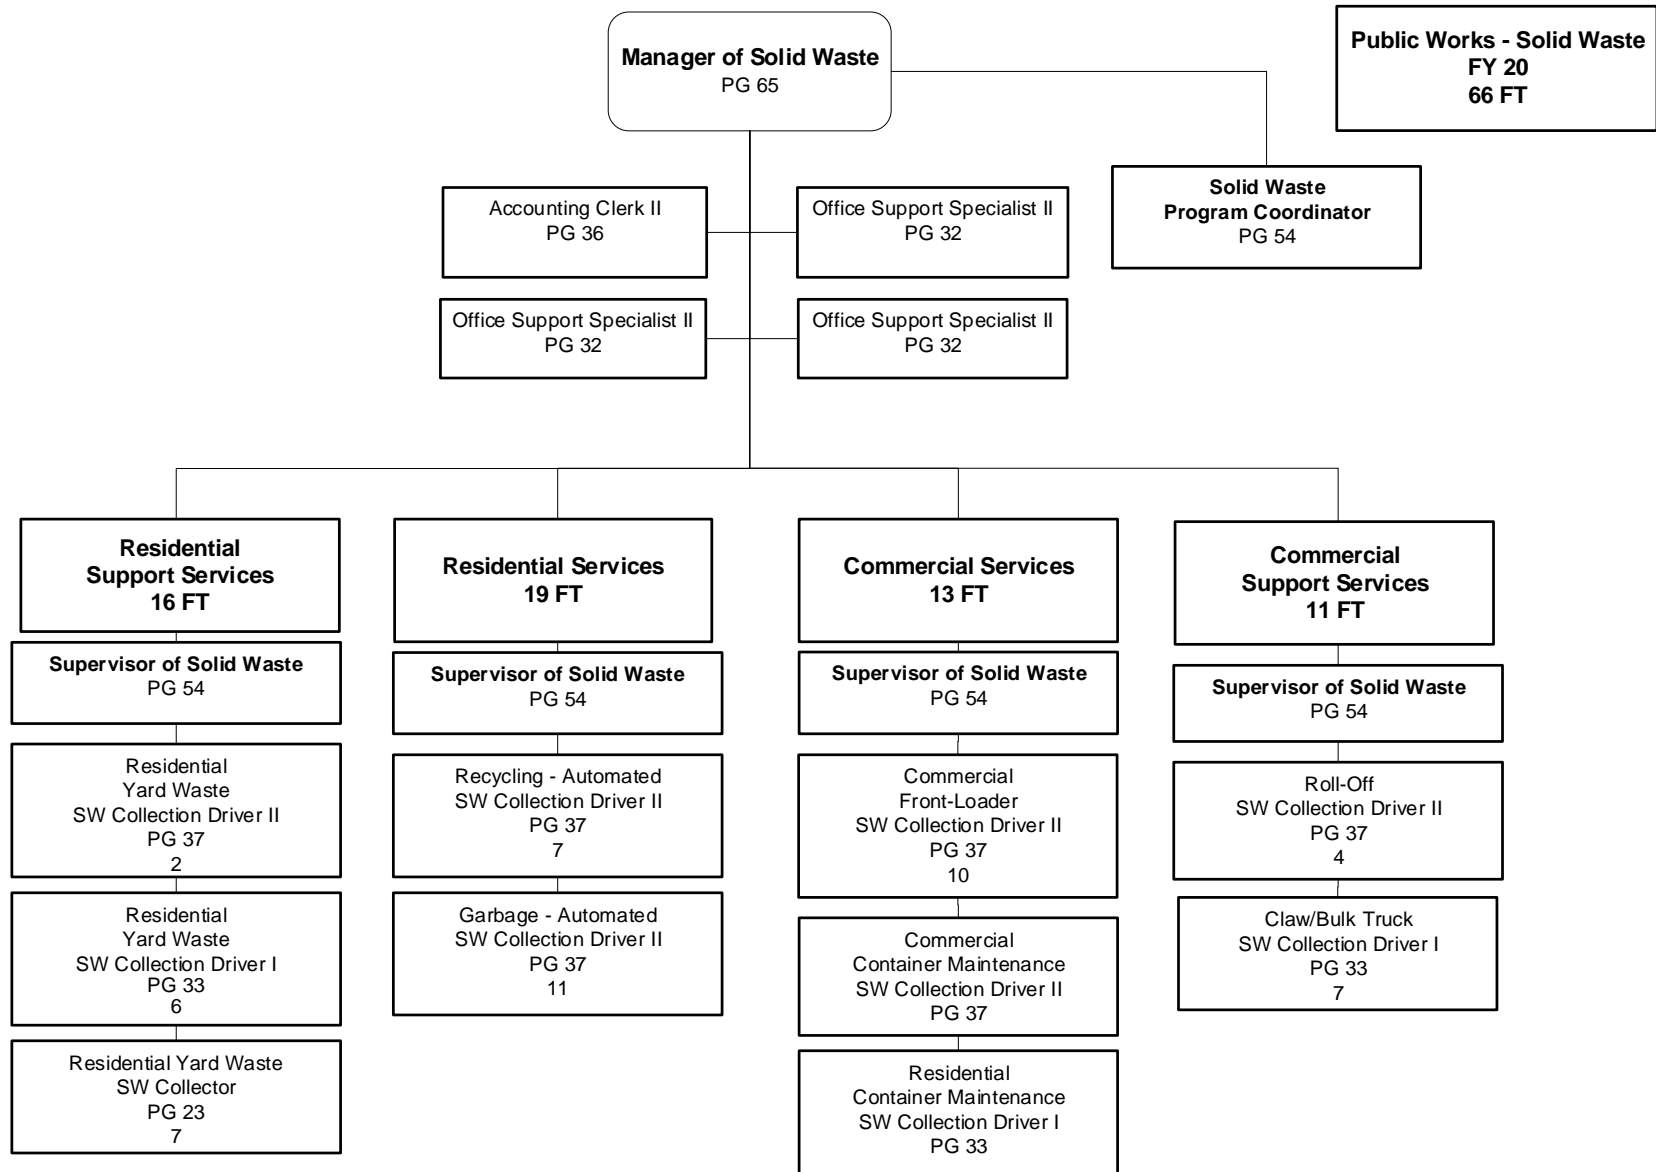 Manager of Solid Waste
PG 65
Public Works - Solid Waste
FY 20
66 FT
Solid Waste
Program Coordinator
PG 54
Accounting Clerk II
PG 36
Office Support Specialist II
PG 32
Office Support Specialist II
PG 32
Office Support Specialist II
PG 32
Residential
Support Services
16 FT
Supervisor of Solid Waste
PG 54
Residential
Yard Waste
SW Collection Driver II
PG 37
2
Residential
Yard Waste
SW Collection Driver I
PG 33
6
Residential Yard Waste
SW Collector
PG 23
7
Residential Services
19 FT
Supervisor of Solid Waste
PG 54
Recycling - Automated
SW Collection Driver II
PG 37
7
Garbage - Automated
SW Collection Driver II
PG 37
11
Commercial Services
13 FT
Supervisor of Solid Waste
PG 54
Commercial
Front-Loader
SW Collection Driver II
PG 37
10
Commercial
Container Maintenance
SW Collection Driver II
PG 37
Residential
Container Maintenance
SW Collection Driver I
PG 33
Commercial
Support Services
11 FT
Supervisor of Solid Waste
PG 54
Roll-Off
SW Collection Driver II
PG 37
4
Claw/Bulk Truck
SW Collection Driver I
PG 33
7